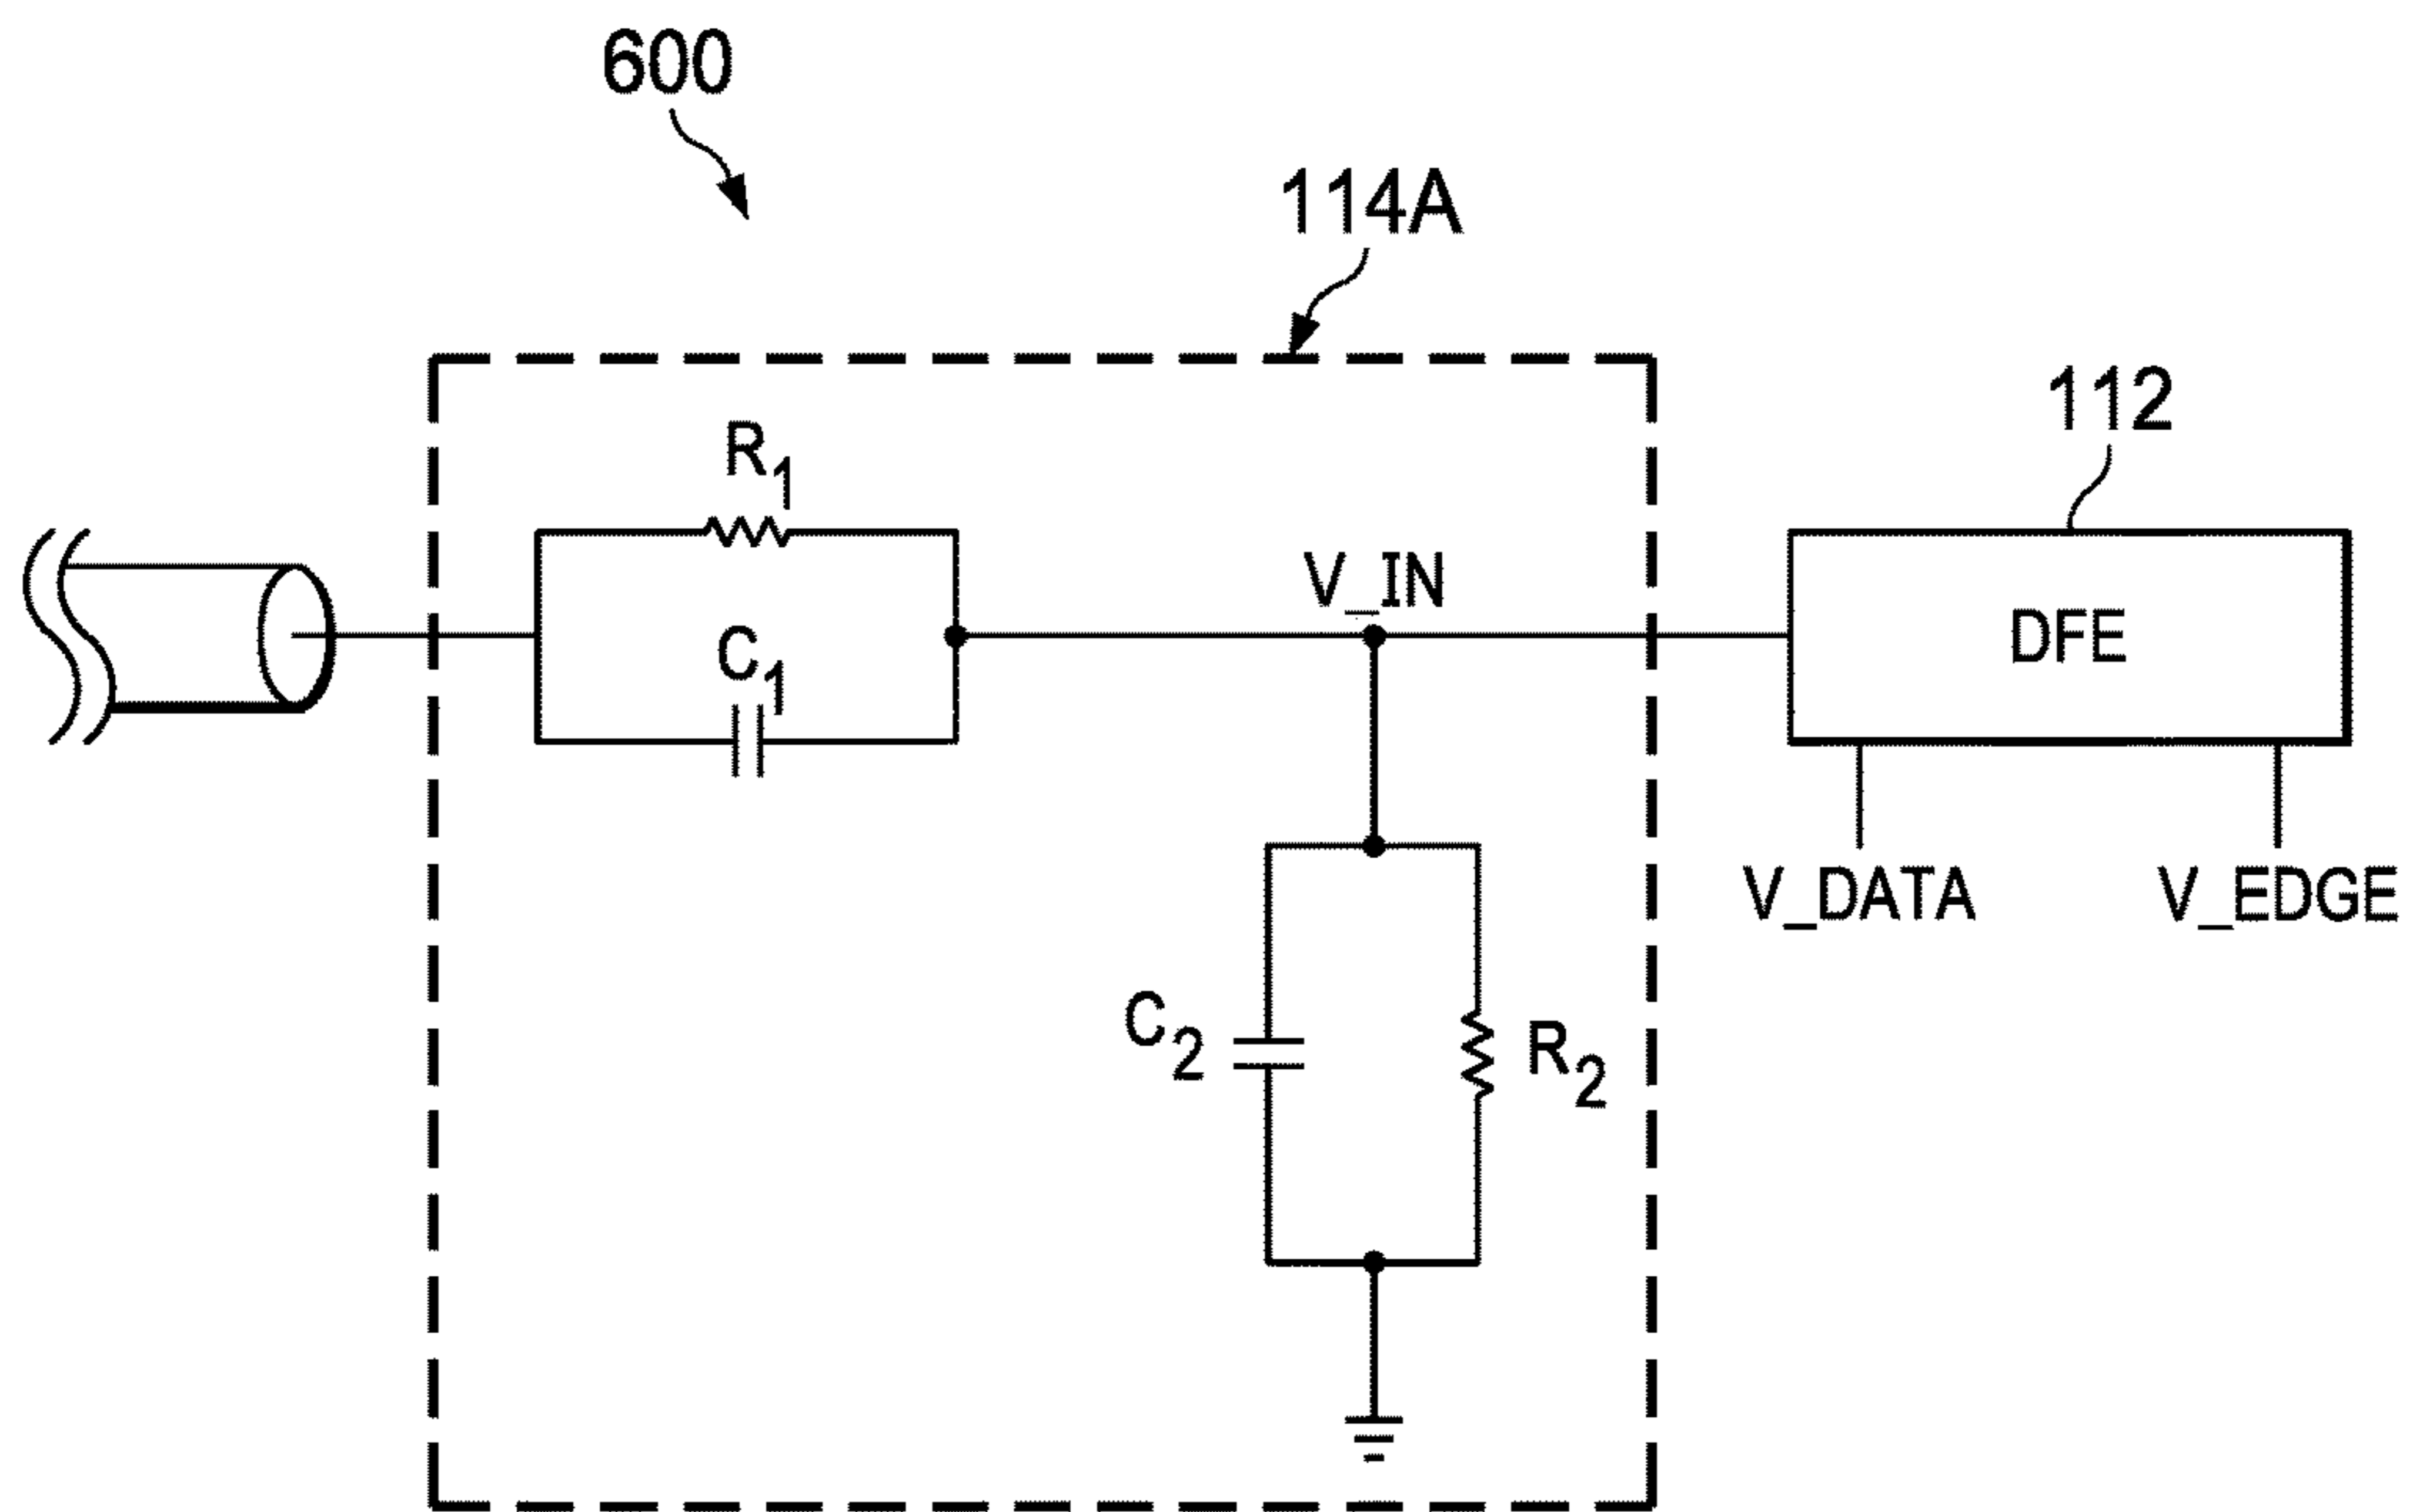 600
114A
112
R1
V_IN
DFE
C1
V_DATA
V_EDGE
C2
R2